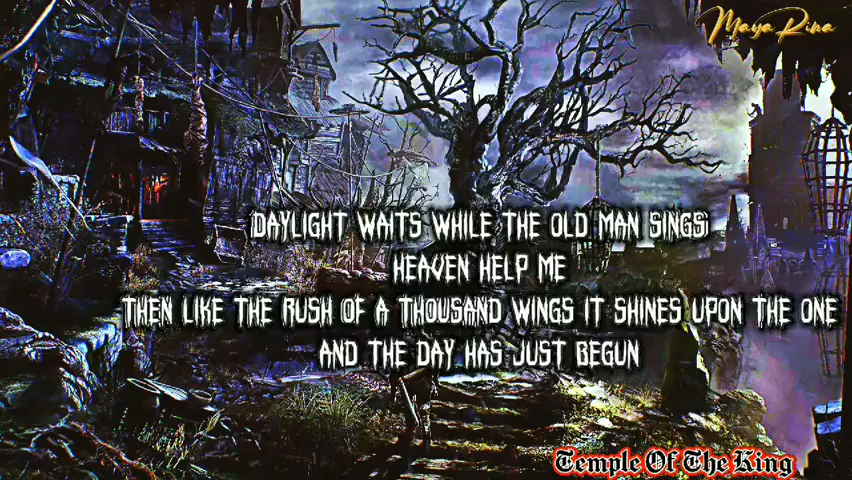 Maya Rina
DAYLIGHT WAITS WHILE THE OLD MAN SINGS
HEAVEN HELP ME
THEN LIKE THE RUSH OF A THOUSAND WINGS IT SHINES UPON THE ONE
AND THE DAY HAS JUST BEGUN
Temple Of The King